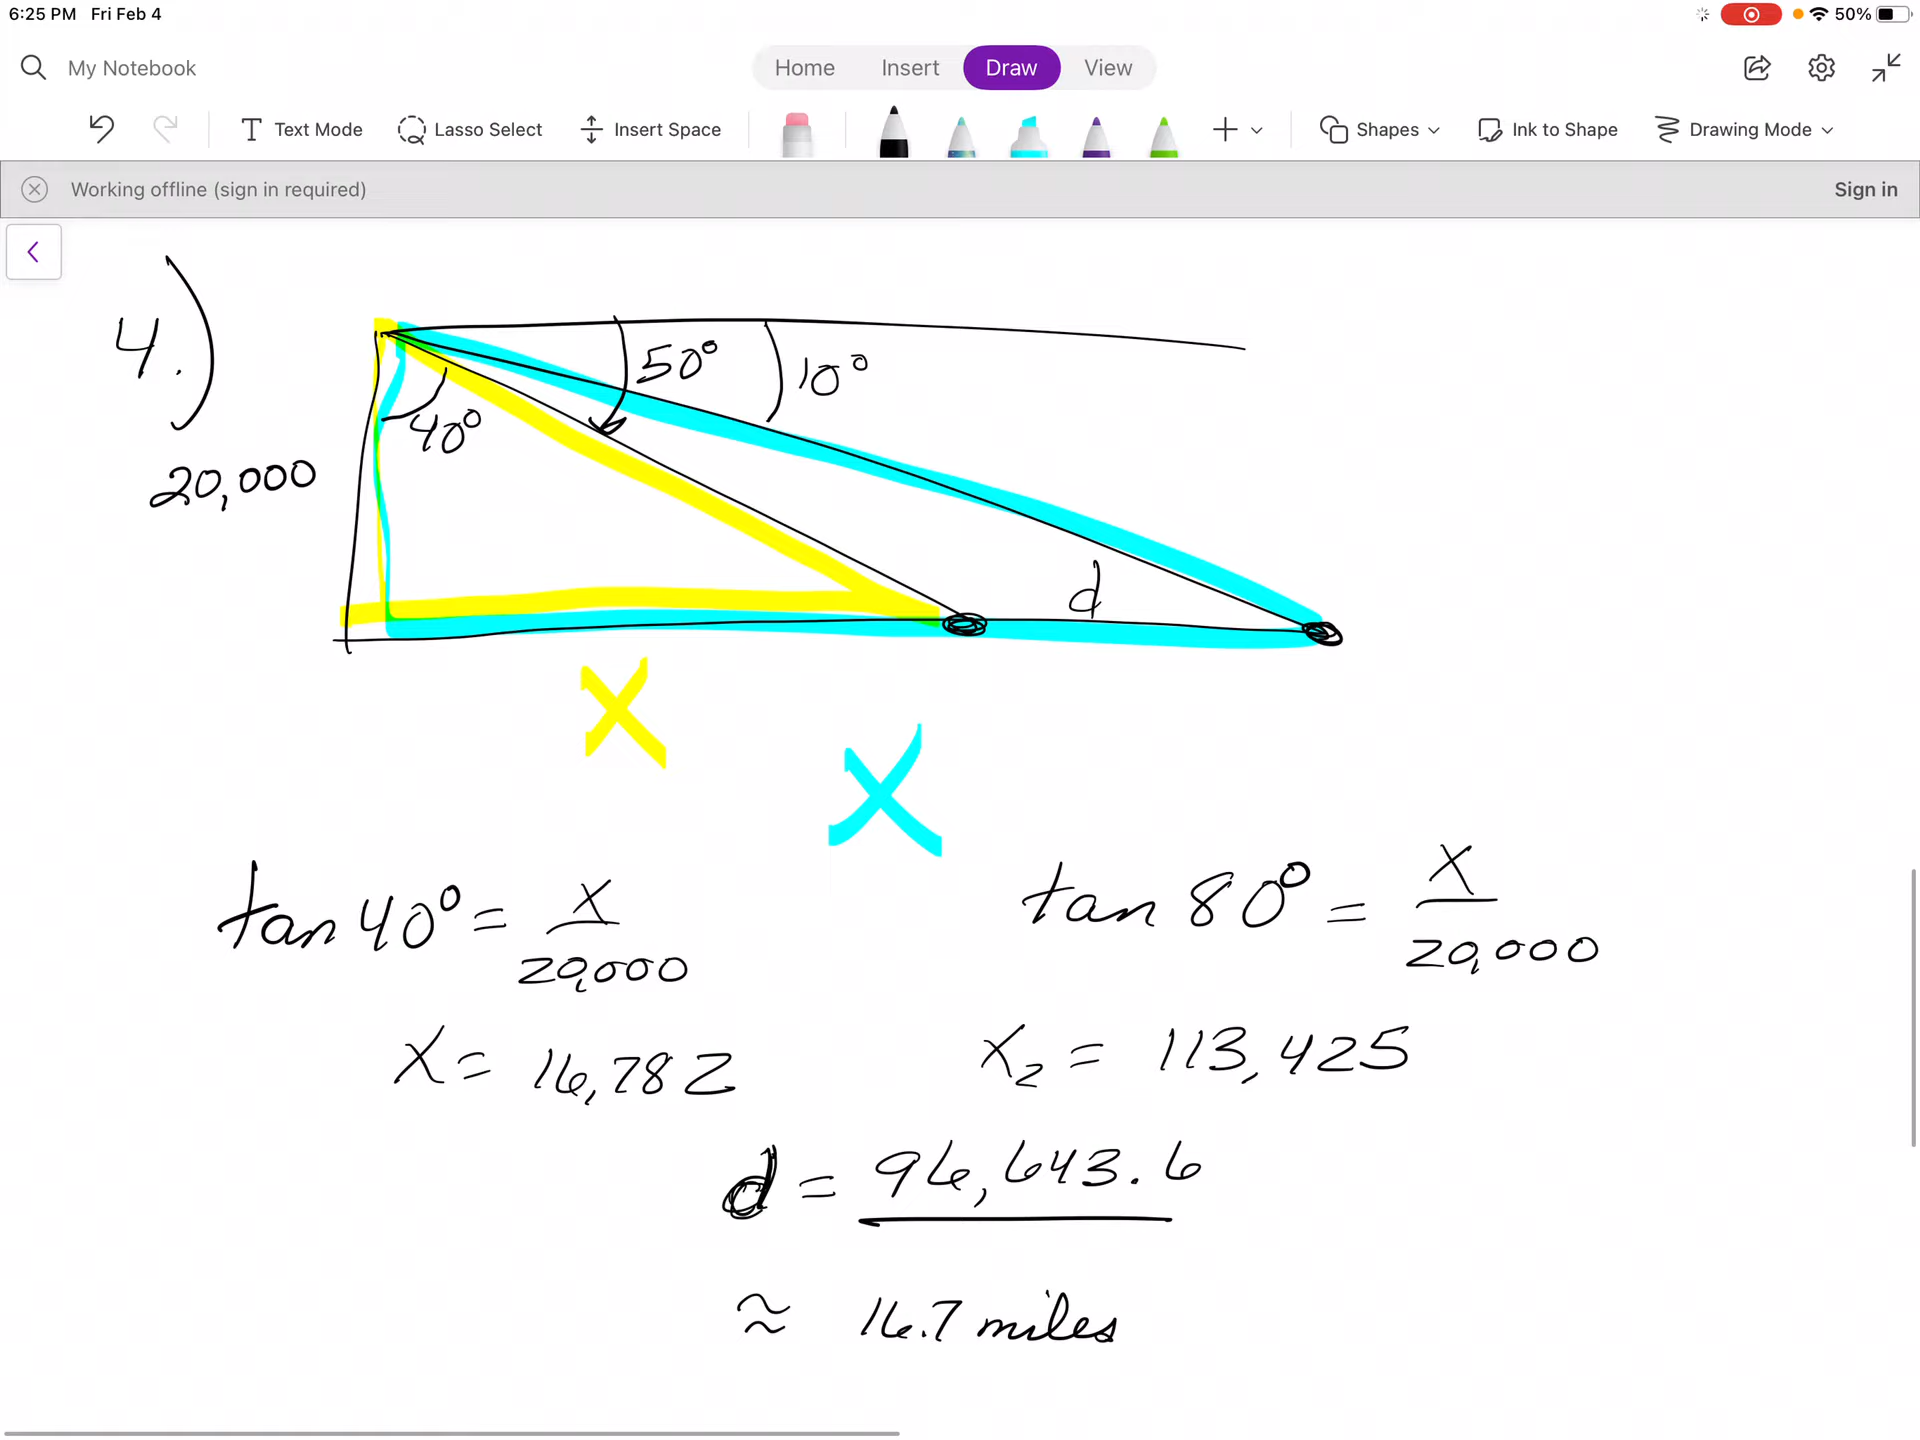 6:25 PM Fri Feb 4
50%
My Notebook
Home Insert Draw View
Text Mode Lasso Select Insert Space Shapes Ink to Shape Drawing Mode
Working offline (sign in required) Sign in
4.)
50° 10°
40°
20,000
d
X
X
tan 40° = x/20,000
tan 80° = x/20,000
x = 16,782
x₂ = 113,425
d = 96,643.6
≈ 16.7 miles